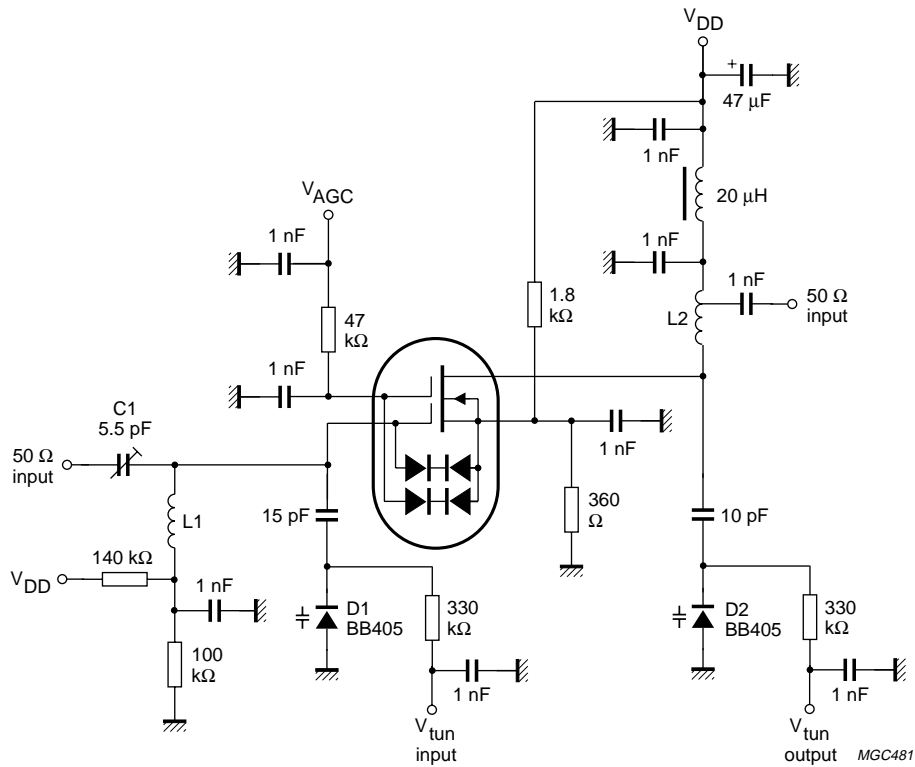 VDD
+
47 µF
1 nF
20 µH
VAGC
1 nF
1 nF
1 nF
50 Ω
input
47
kΩ
1.8
kΩ
L2
1 nF
C1
5.5 pF
1 nF
50 Ω
input
L1
15 pF
360
Ω
10 pF
140 kΩ
VDD
1 nF
D1
BB405
330
kΩ
D2
BB405
330
kΩ
100
kΩ
1 nF
1 nF
Vtun
input
Vtun
output
MGC481